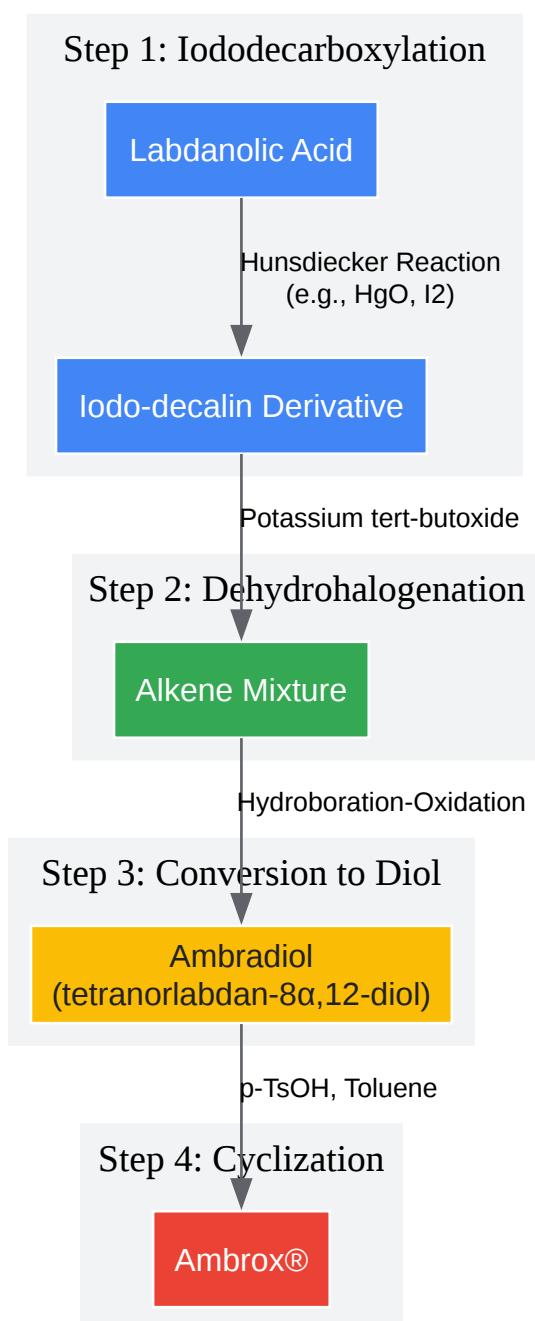 Step 1: Iododecarboxylation
Labdanolic Acid
Hunsdiecker Reaction
(e.g., HgO, I2)
Iodo-decalin Derivative
Potassium tert-butoxide
Step 2: Dehydrohalogenation
Alkene Mixture
Hydroboration-Oxidation
Step 3: Conversion to Diol
Ambradiol
(tetranorlabdan-8α,12-diol)
p-TsOH, Toluene
Step 4: Cyclization
Ambrox®